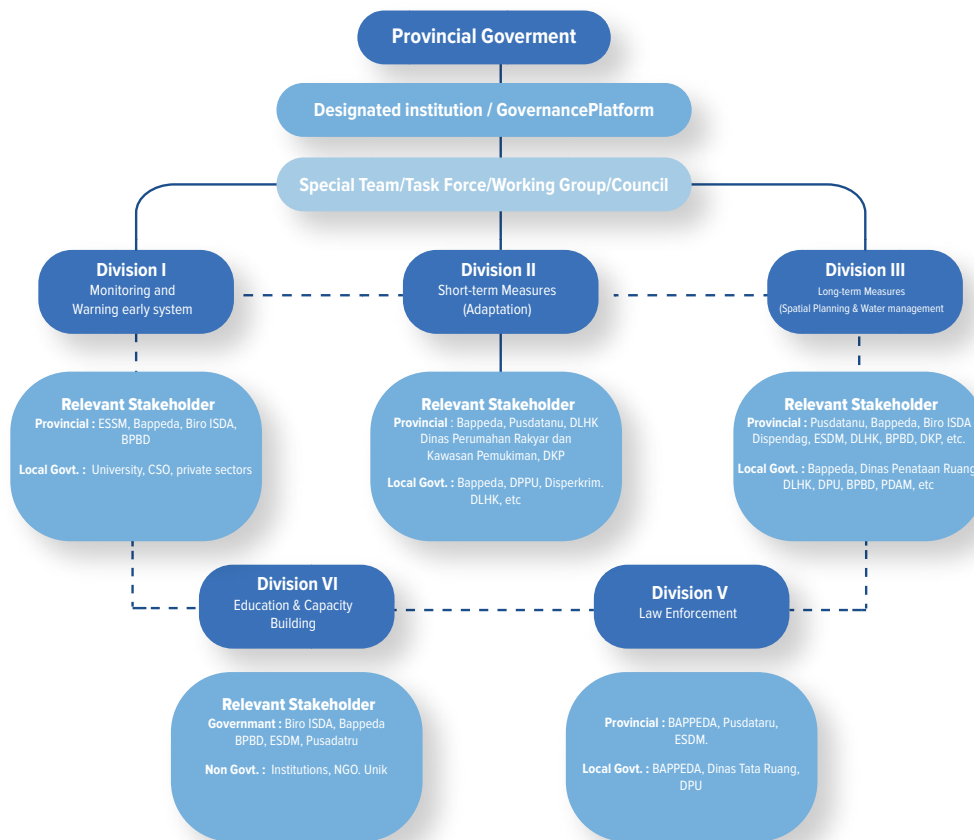 Provincial Goverment
Designated institution / GovernancePlatform
Special Team/Task Force/Working Group/Council
Division I
Monitoring and
Warning early system
Division II
Short-term Measures
(Adaptation)
Division III
Long-term Measures
(Spatial Planning & Water management
Relevant Stakeholder
Provincial : ESSM, Bappeda, Biro ISDA,
BPBD
Local Govt. : University, CSO, private sectors
Relevant Stakeholder
Provincial : Bappeda, Pusdatanu, DLHK
Dinas Perumahan Rakyar dan
Kawasan Pemukiman, DKP
Local Govt. : Bappeda, DPPU, Disperkrim.
DLHK, etc
Relevant Stakeholder
Provincial : Pusdatanu, Bappeda, Biro ISDA
Dispendag, ESDM, DLHK, BPBD, DKP, etc.
Local Govt. : Bappeda, Dinas Penataan Ruang
DLHK, DPU, BPBD, PDAM, etc
Division VI
Education & Capacity
Building
Division V
Law Enforcement
Relevant Stakeholder
Governmant : Biro ISDA, Bappeda
BPBD, ESDM, Pusadatru
Non Govt. : Institutions, NGO. Unik
Provincial : BAPPEDA, Pusdataru,
ESDM.
Local Govt. : BAPPEDA, Dinas Tata Ruang,
DPU